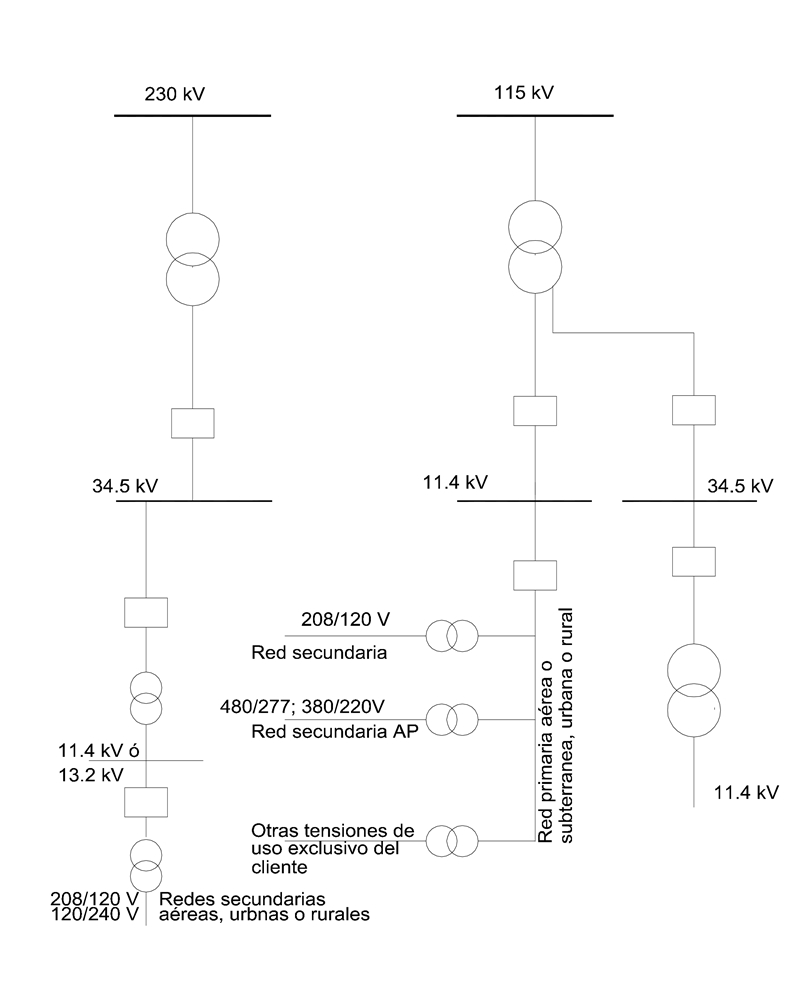 230 kV
115 kV
34.5 kV
11.4 kV
34.5 kV
208/120 V
Red secundaria
480/277; 380/220V
Red secundaria AP
Red primaria aérea o
subterranea, urbana o rural
11.4 kV ó
13.2 kV
11.4 kV
Otras tensiones de
uso exclusivo del
cliente
208/120 V
120/240 V
Redes secundarias
aéreas, urbnas o rurales